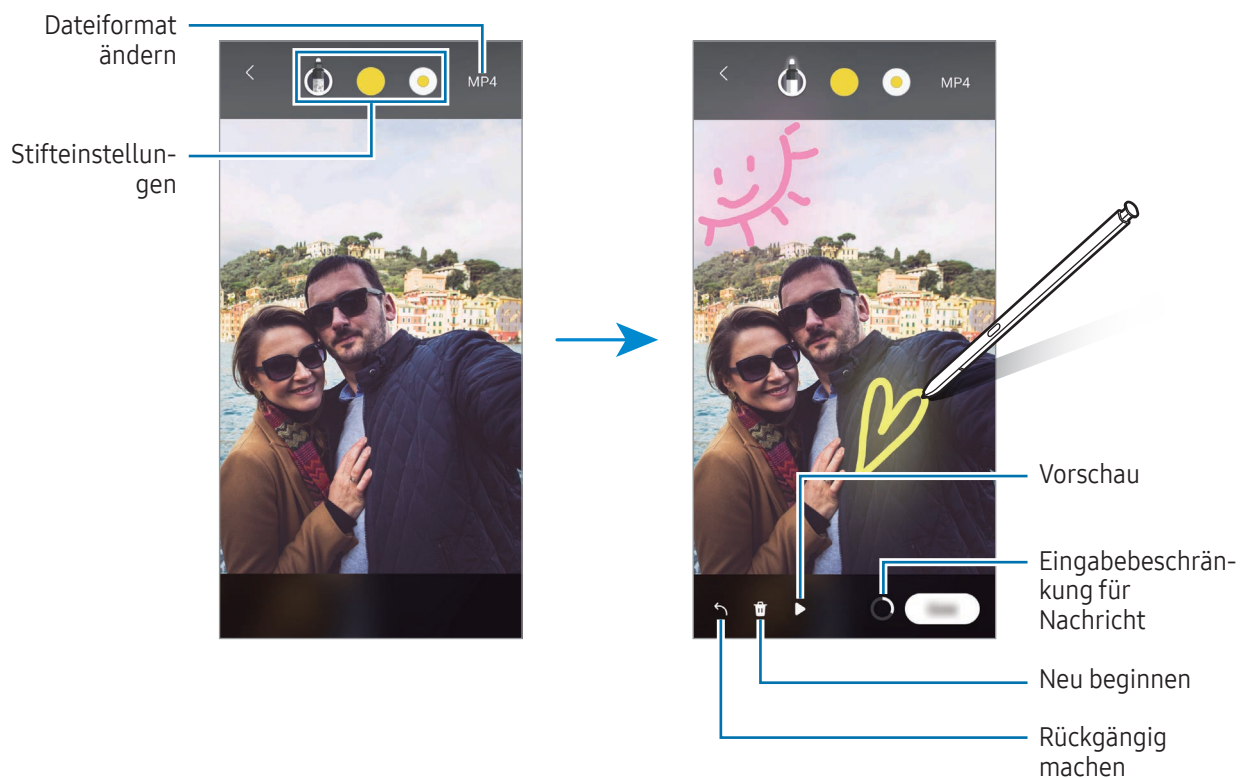 Dateiformat
ändern
MP4
Stifteinstellun-
gen
MP4
Vorschau
Eingabebeschrän-
kung für
Nachricht
Neu beginnen
Rückgängig
machen